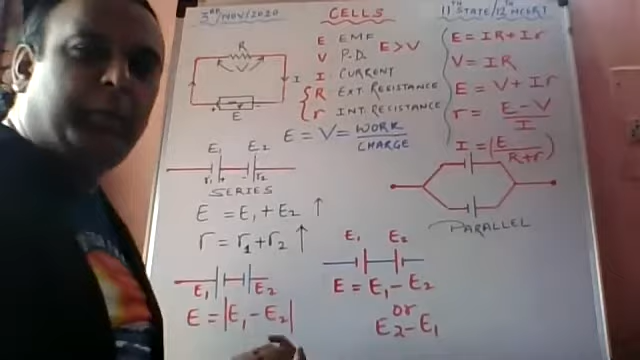 3RD/NOV/2020
CELLS
11TH STATE/12TH NCERT
R
V
I
+ -
E
E EMF
V P.D. E>V
I CURRENT
R EXT. RESISTANCE
r INT. RESISTANCE
E = V = WORK/CHARGE
E = IR + Ir
V = IR
E = V + Ir
r = E-V/I
I = (E/R+r)
E1 E2
r1 r2
SERIES
E = E1 + E2 ↑
r = r1 + r2 ↑
E1 E2
E = |E1 - E2|
E1 E2
E = E1 - E2
or
E2 - E1
PARALLEL